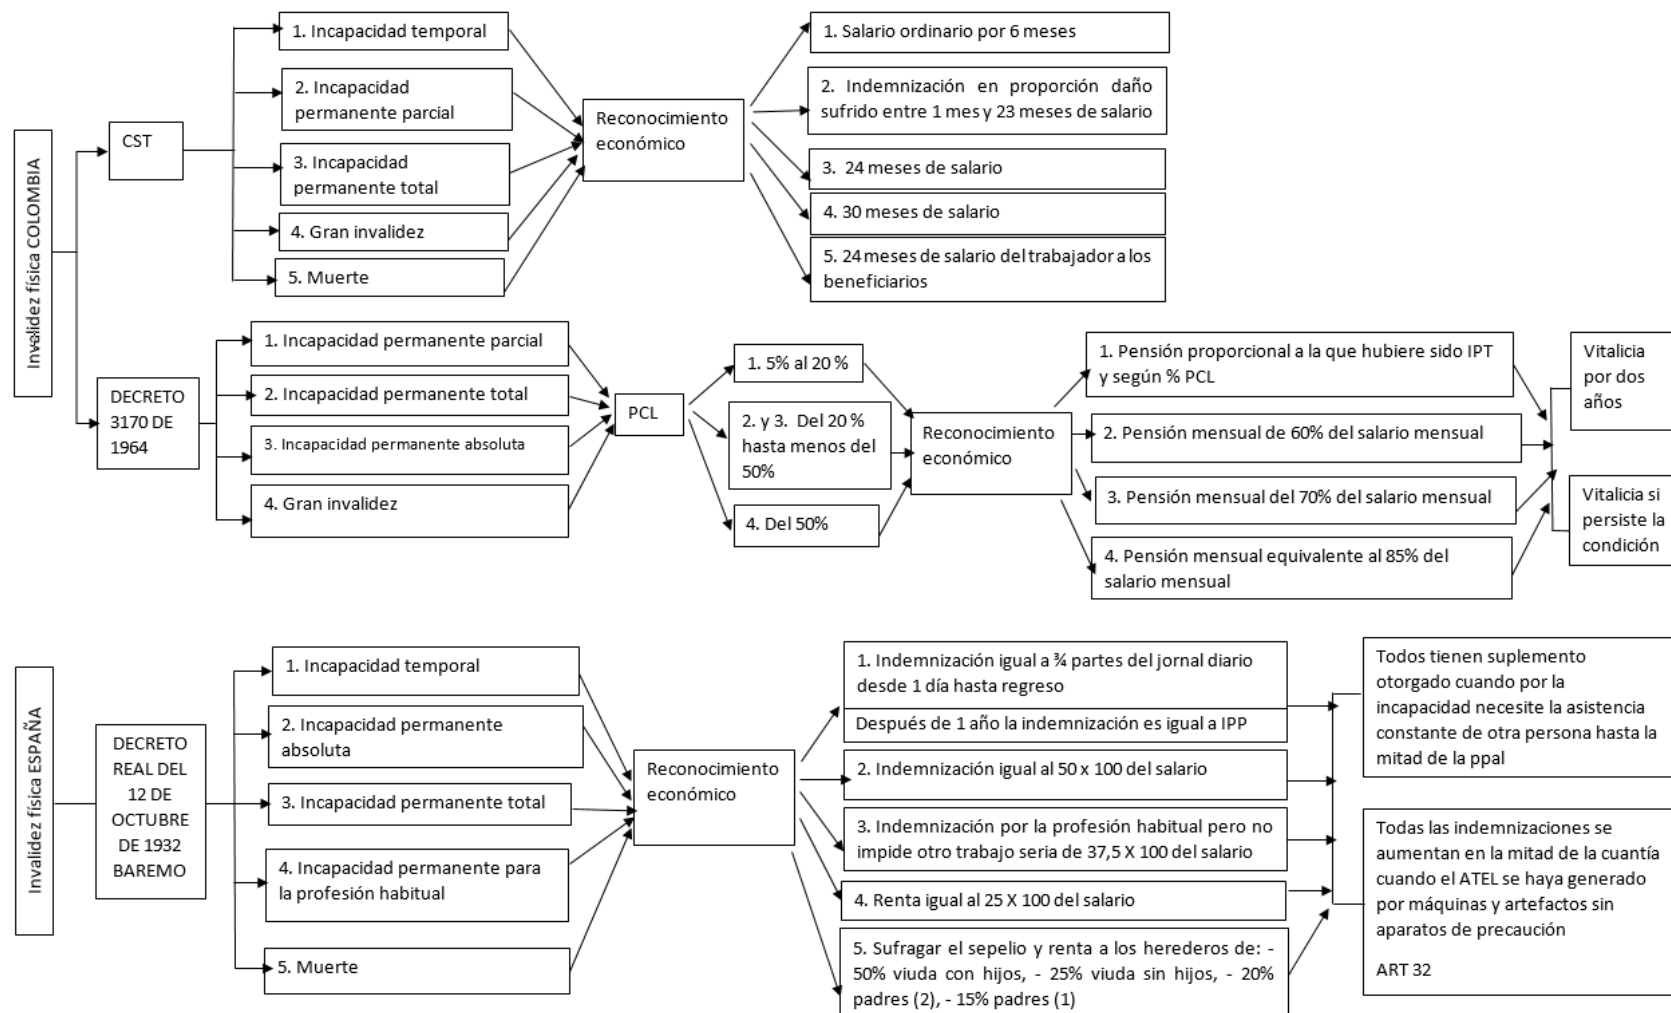 Invalidez física COLOMBIA
CST
1. Incapacidad temporal
2. Incapacidad
permanente parcial
3. Incapacidad
permanente total
4. Gran invalidez
5. Muerte
Reconocimiento
económico
1. Salario ordinario por 6 meses
2. Indemnización en proporción daño
sufrido entre 1 mes y 23 meses de salario
3. 24 meses de salario
4. 30 meses de salario
5. 24 meses de salario del trabajador a los
beneficiarios
DECRETO
3170 DE
1964
1. Incapacidad permanente parcial
2. Incapacidad permanente total
3. Incapacidad permanente absoluta
4. Gran invalidez
PCL
1. 5% al 20 %
2. y 3. Del 20 %
hasta menos del
50%
4. Del 50%
Reconocimiento
económico
1. Pensión proporcional a la que hubiere sido IPT
y según % PCL
2. Pensión mensual de 60% del salario mensual
3. Pensión mensual del 70% del salario mensual
4. Pensión mensual equivalente al 85% del
salario mensual
Vitalicia
por dos
años
Vitalicia si
persiste la
condición
Invalidez física ESPAÑA
DECRETO
REAL DEL
12 DE
OCTUBRE
DE 1932
BAREMO
1. Incapacidad temporal
2. Incapacidad permanente
absoluta
3. Incapacidad permanente total
4. Incapacidad permanente para
la profesión habitual
5. Muerte
Reconocimiento
económico
1. Indemnización igual a ¾ partes del jornal diario
desde 1 día hasta regreso
Después de 1 año la indemnización es igual a IPP
2. Indemnización igual al 50 x 100 del salario
3. Indemnización por la profesión habitual pero no
impide otro trabajo seria de 37,5 X 100 del salario
4. Renta igual al 25 X 100 del salario
5. Sufragar el sepelio y renta a los herederos de: -
50% viuda con hijos, - 25% viuda sin hijos, - 20%
padres (2), - 15% padres (1)
Todos tienen suplemento
otorgado cuando por la
incapacidad necesite la asistencia
constante de otra persona hasta la
mitad de la ppal
Todas las indemnizaciones se
aumentan en la mitad de la cuantía
cuando el ATEL se haya generado
por máquinas y artefactos sin
aparatos de precaución
ART 32